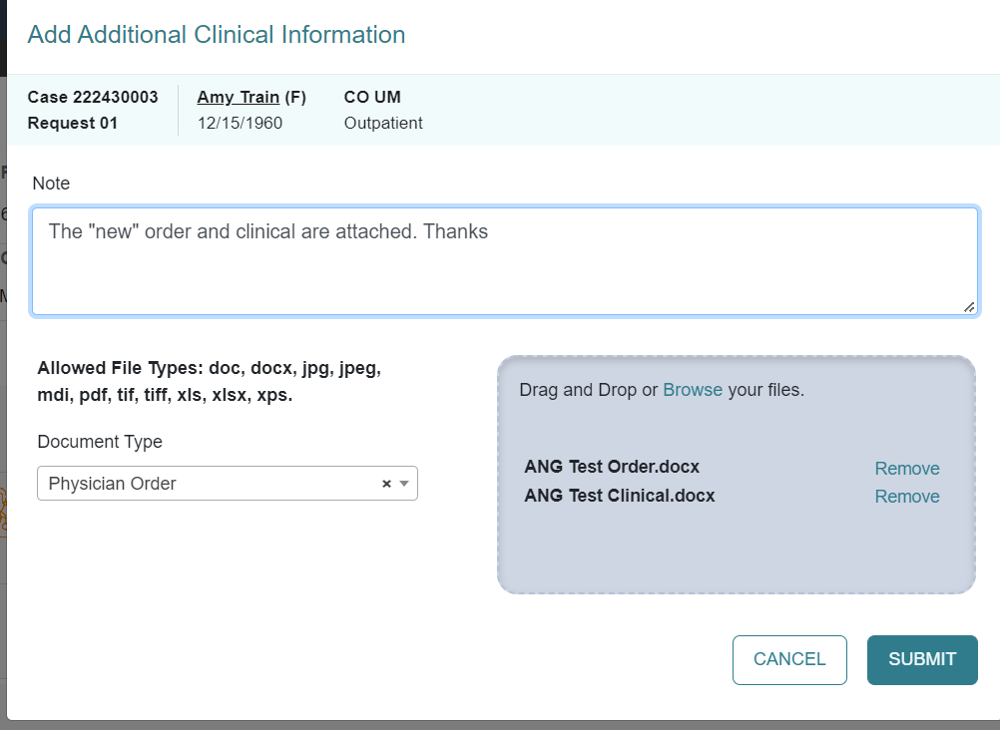 Add Additional Clinical Information
Case 222430003
Request 01
Amy Train (F)
12/15/1960
CO UM
Outpatient
Note
The "new" order and clinical are attached. Thanks
Allowed File Types: doc, docx, jpg, jpeg,
mdi, pdf, tif, tiff, xls, xlsx, xps.
Document Type
Physician Order
Drag and Drop or Browse your files.
ANG Test Order.docx Remove
ANG Test Clinical.docx Remove
CANCEL
SUBMIT